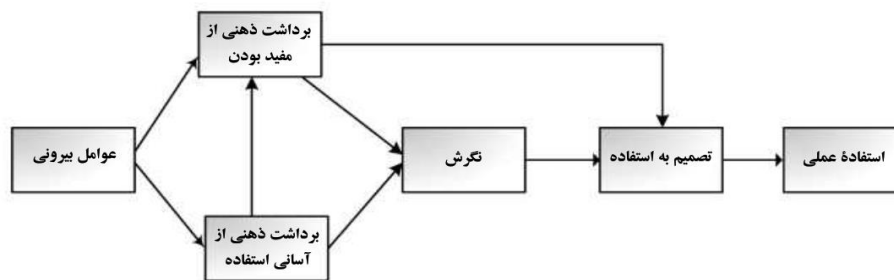 برداشت ذهنی از
مفید بودن
عوامل بیرونی
نگرش
تصمیم به استفاده
استفادهٔ عملی
برداشت ذهنی از
آسانی استفاده